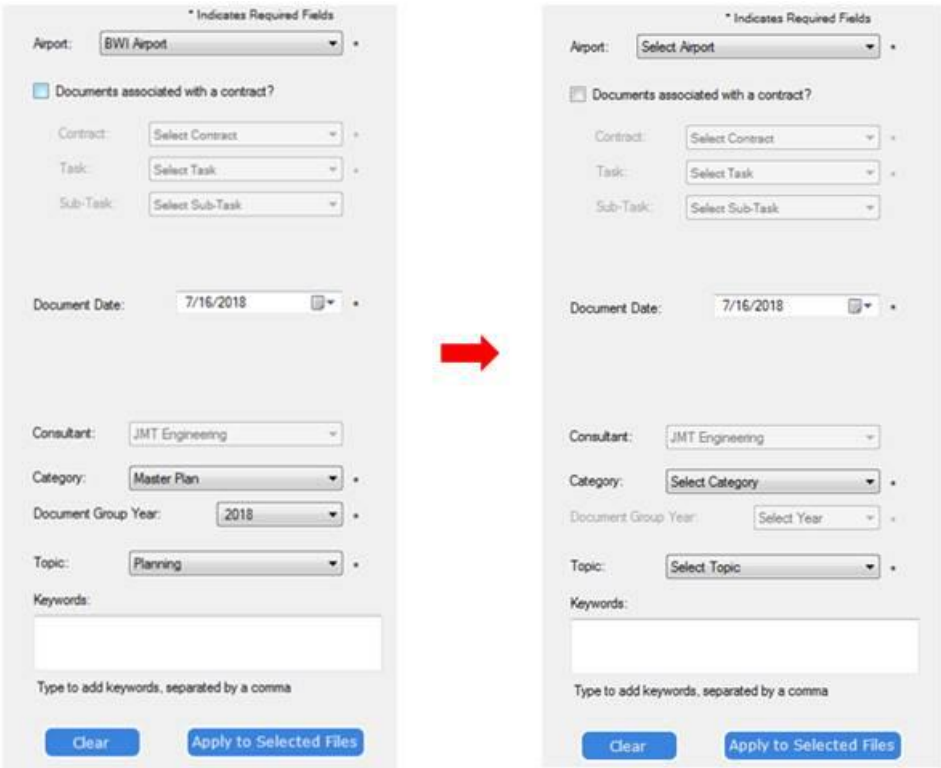 * Indicates Required Fields
Airport: BWI Airport *
Documents associated with a contract?
Contract: Select Contract *
Task: Select Task *
Sub-Task: Select Sub-Task
Document Date: 7/16/2018 *
Consultant: JMT Engineering
Category: Master Plan *
Document Group Year: 2018 *
Topic: Planning *
Keywords:
Type to add keywords, separated by a comma
Clear Apply to Selected Files
* Indicates Required Fields
Airport: Select Airport *
Documents associated with a contract?
Contract: Select Contract *
Task: Select Task *
Sub-Task: Select Sub-Task
Document Date: 7/16/2018 *
Consultant: JMT Engineering
Category: Select Category *
Document Group Year: Select Year *
Topic: Select Topic *
Keywords:
Type to add keywords, separated by a comma
Clear Apply to Selected Files